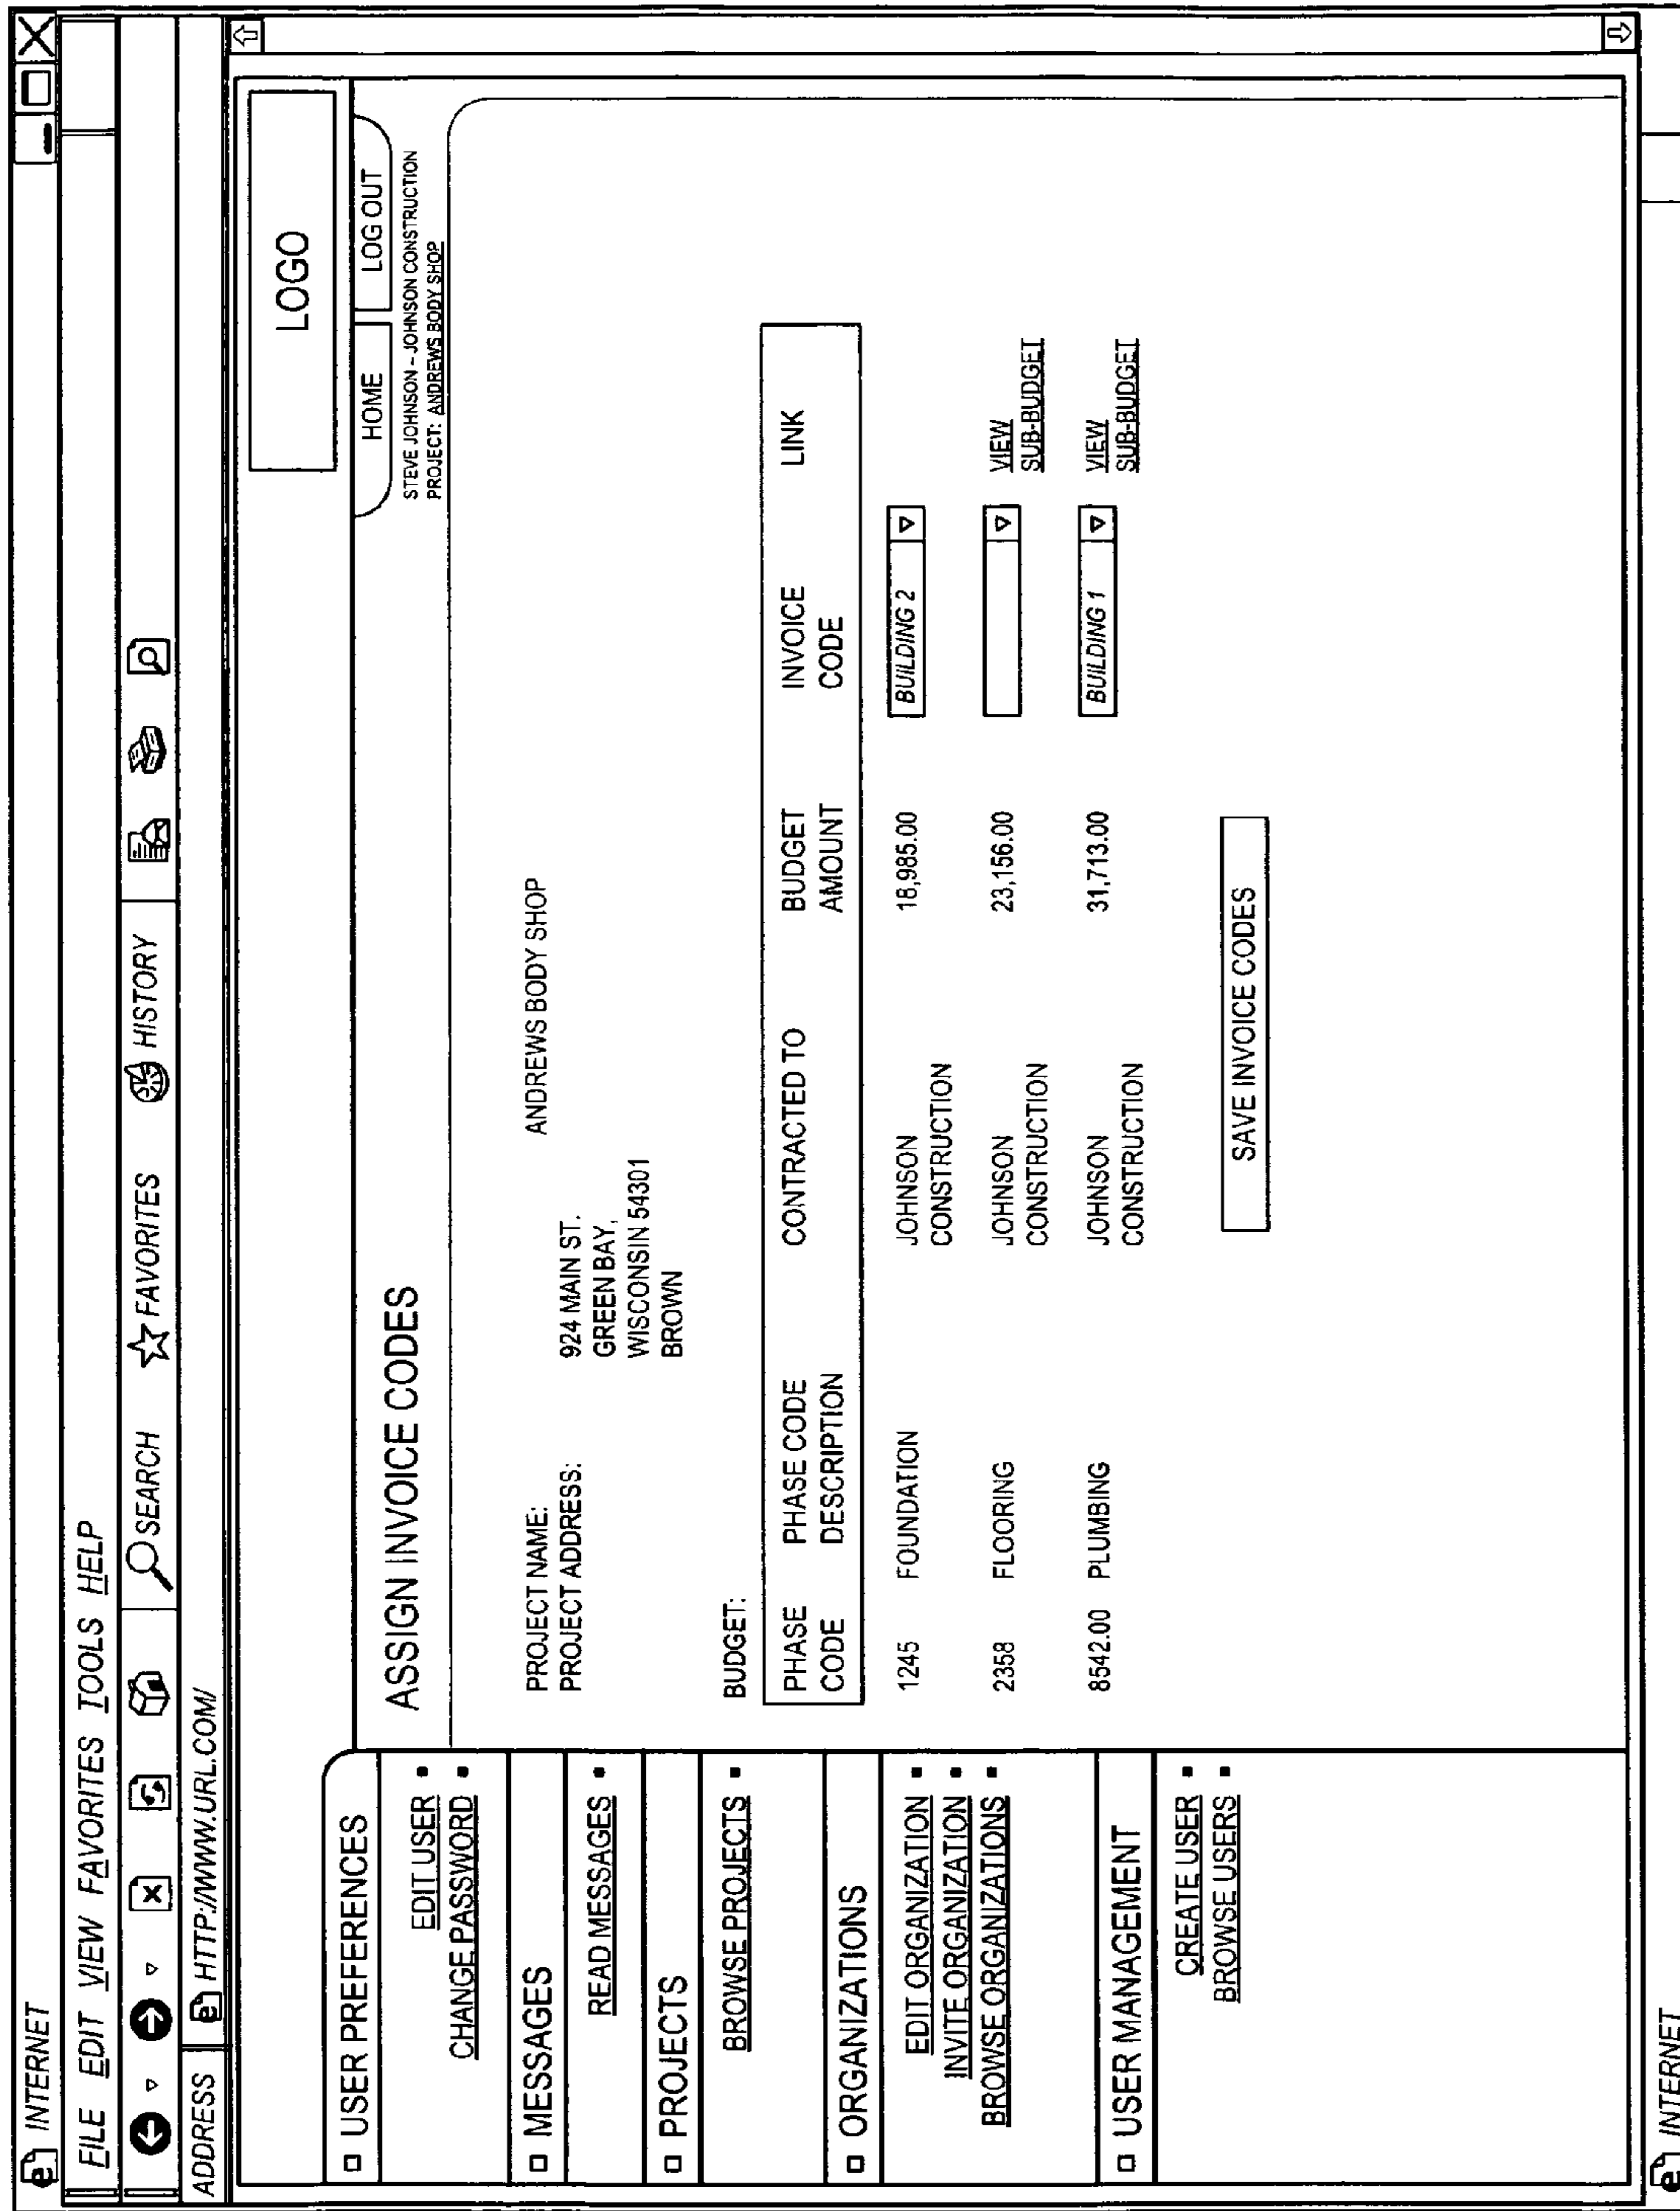 INTERNET
FILE EDIT VIEW FAVORITES TOOLS HELP
SEARCH FAVORITES HISTORY
ADDRESS HTTP://WWW.URL.COM/
LOGO
HOME LOG OUT
STEVE JOHNSON – JOHNSON CONSTRUCTION
PROJECT: ANDREWS BODY SHOP
USER PREFERENCES
EDIT USER
CHANGE PASSWORD
MESSAGES
READ MESSAGES
PROJECTS
BROWSE PROJECTS
ORGANIZATIONS
EDIT ORGANIZATION
INVITE ORGANIZATION
BROWSE ORGANIZATIONS
USER MANAGEMENT
CREATE USER
BROWSE USERS
ASSIGN INVOICE CODES
PROJECT NAME: ANDREWS BODY SHOP
PROJECT ADDRESS: 924 MAIN ST.
GREEN BAY,
WISCONSIN 54301
BROWN
BUDGET:
PHASE PHASE CODE CONTRACTED TO BUDGET INVOICE LINK
CODE DESCRIPTION AMOUNT CODE
1245 FOUNDATION JOHNSON 18,985.00 BUILDING 2
CONSTRUCTION
2358 FLOORING JOHNSON 23,156.00 VIEW
CONSTRUCTION SUB-BUDGET
8542.00 PLUMBING JOHNSON 31,713.00 BUILDING 1 VIEW
CONSTRUCTION SUB-BUDGET
SAVE INVOICE CODES
INTERNET